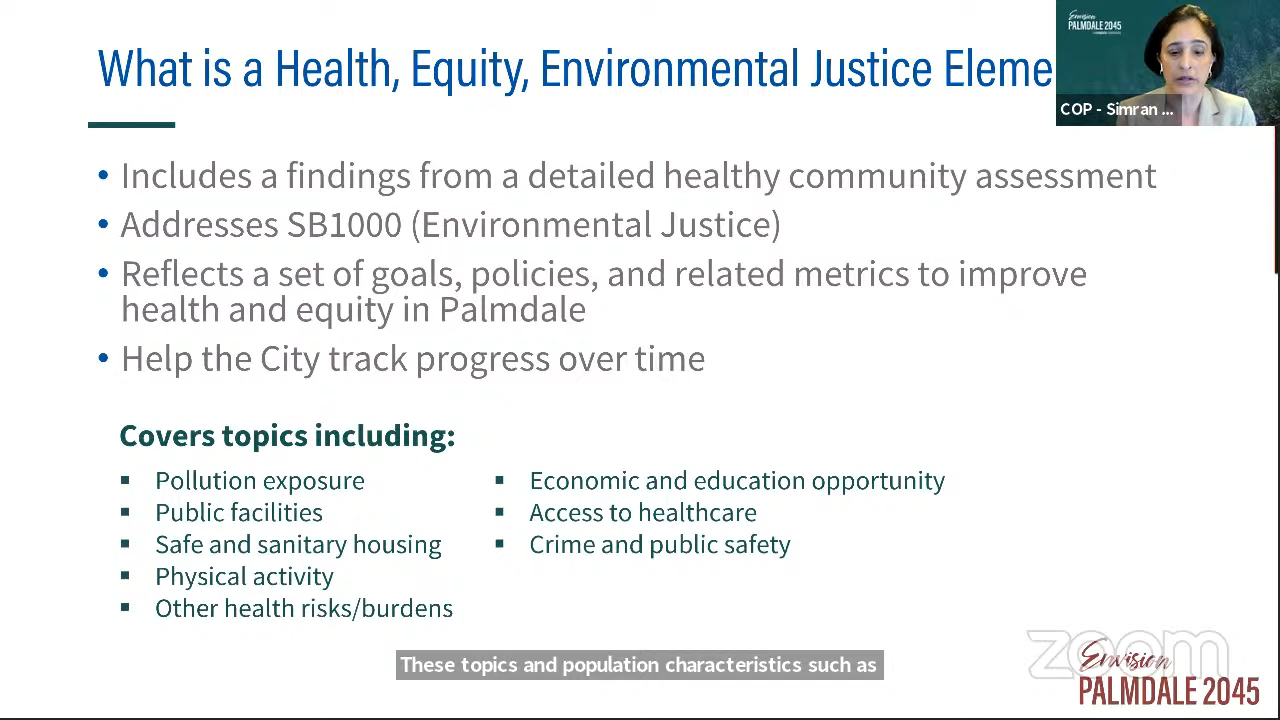 What is a Health, Equity, Environmental Justice Eleme
Envision
PALMDALE 2045
COP - Simran ...
• Includes a findings from a detailed healthy community assessment
• Addresses SB1000 (Environmental Justice)
• Reflects a set of goals, policies, and related metrics to improve
health and equity in Palmdale
• Help the City track progress over time
Covers topics including:
▪ Pollution exposure
▪ Public facilities
▪ Safe and sanitary housing
▪ Physical activity
▪ Other health risks/burdens
▪ Economic and education opportunity
▪ Access to healthcare
▪ Crime and public safety
These topics and population characteristics such as
zoom
Envision
PALMDALE 2045